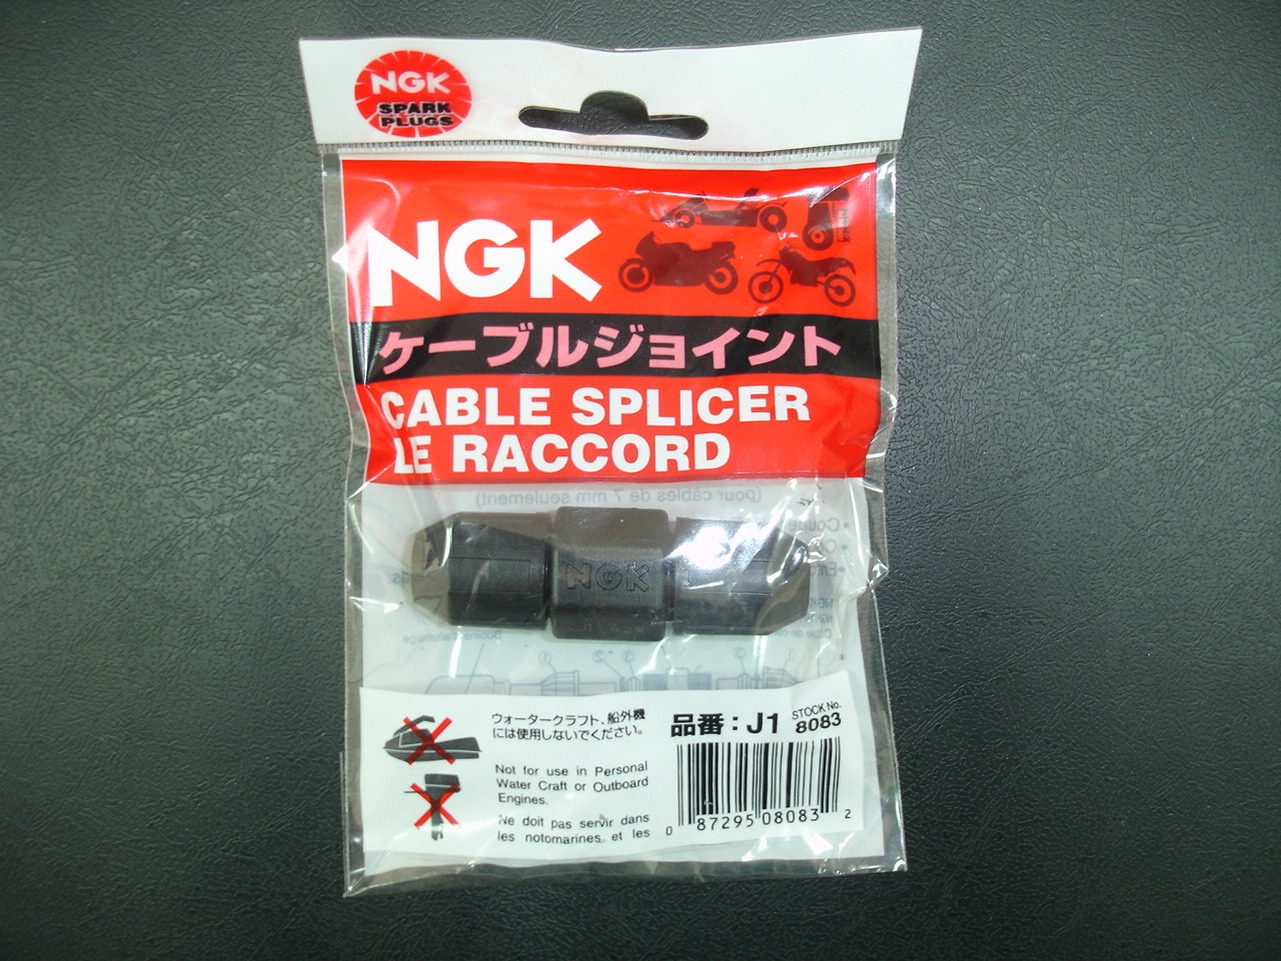 NGK
SPARK
PLUGS
NGK
ケーブルジョイント
CABLE SPLICER
LE RACCORD
(pour câbles de 7 mm seulement)
NGK
Bobine d'allumage
ウォータークラフト、船外機
には使用しないでください。
Not for use in Personal
Water Craft or Outboard
Engines.
Ne doit pas servir dans
les notomarines et les
品番：J1
STOCK No.
8083
0 87295 08083 2